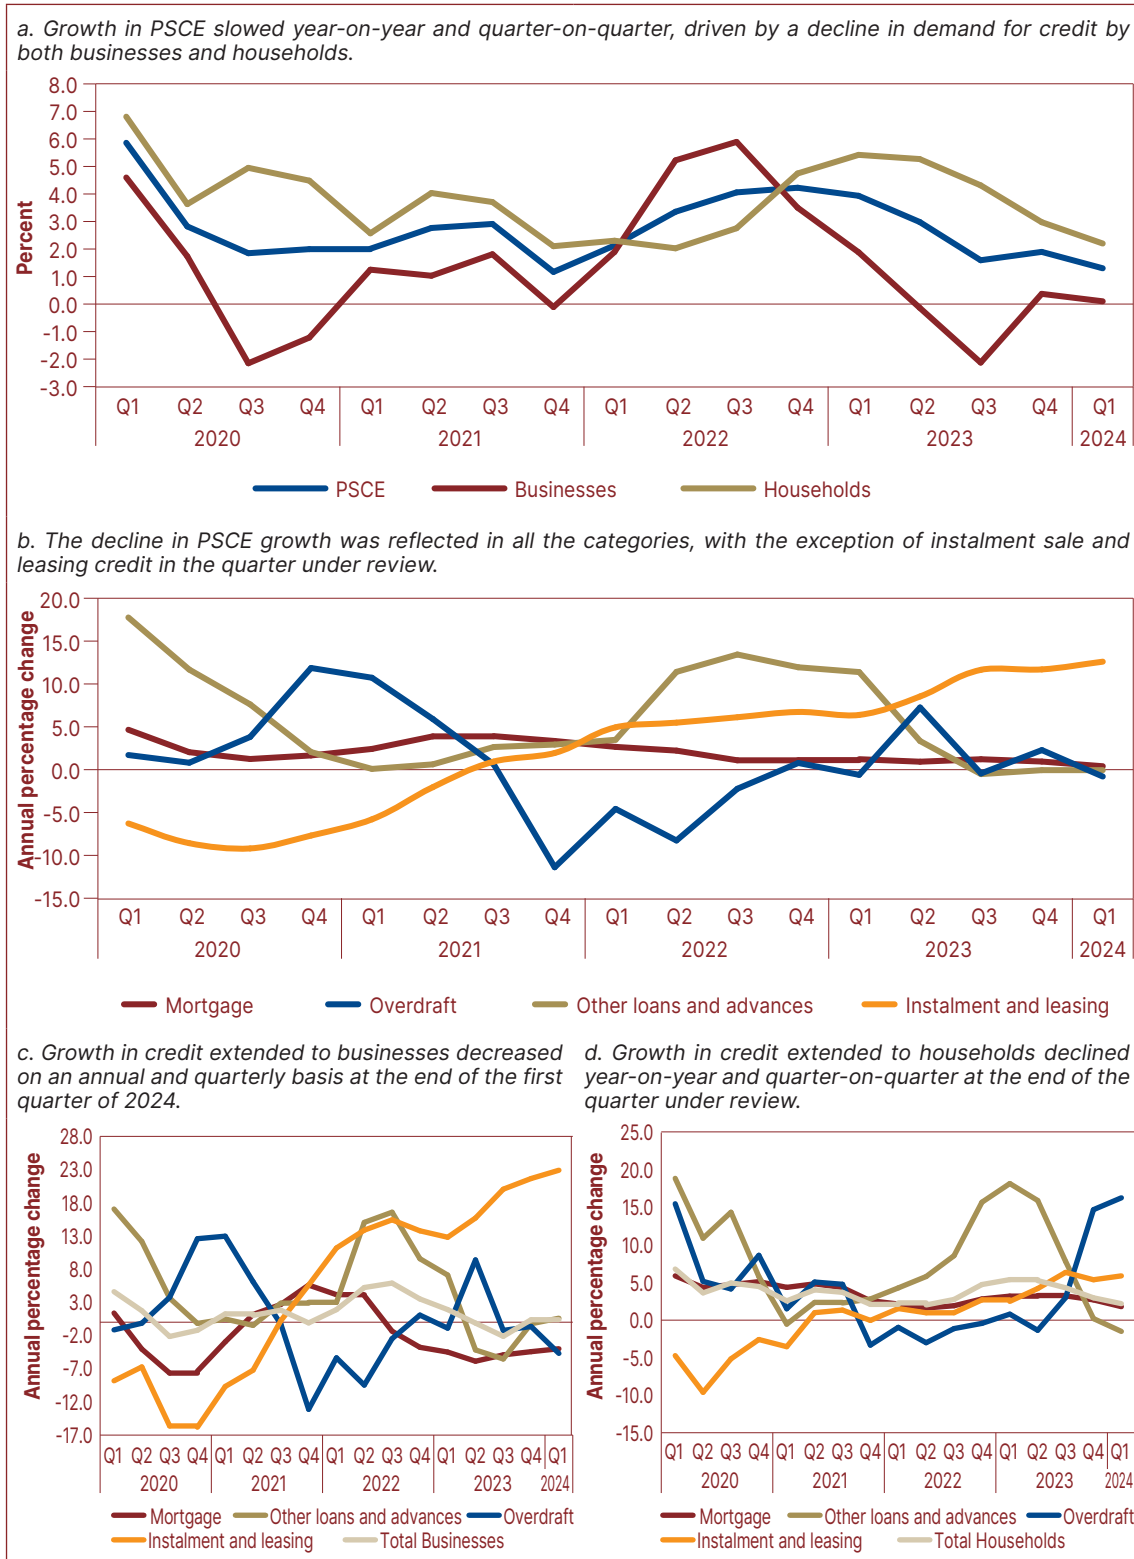 a. Growth in PSCE slowed year-on-year and quarter-on-quarter, driven by a decline in demand for credit by
both businesses and households.
Percent
8.0
7.0
6.0
5.0
4.0
3.0
2.0
1.0
0.0
-1.0
-2.0
-3.0
Q1 Q2 Q3 Q4 Q1 Q2 Q3 Q4 Q1 Q2 Q3 Q4 Q1 Q2 Q3 Q4 Q1
2020 2021 2022 2023 2024
PSCE Businesses Households
b. The decline in PSCE growth was reflected in all the categories, with the exception of instalment sale and
leasing credit in the quarter under review.
Annual percentage change
20.0
15.0
10.0
5.0
0.0
-5.0
-10.0
-15.0
Q1 Q2 Q3 Q4 Q1 Q2 Q3 Q4 Q1 Q2 Q3 Q4 Q1 Q2 Q3 Q4 Q1
2020 2021 2022 2023 2024
Mortgage Overdraft Other loans and advances Instalment and leasing
c. Growth in credit extended to businesses decreased
on an annual and quarterly basis at the end of the first
quarter of 2024.
Annual percentage change
28.0
23.0
18.0
13.0
8.0
3.0
-2.0
-7.0
-12.0
-17.0
Q1 Q2 Q3 Q4 Q1 Q2 Q3 Q4 Q1 Q2 Q3 Q4 Q1 Q2 Q3 Q4 Q1
2020 2021 2022 2023 2024
Mortgage Other loans and advances Overdraft
Instalment and leasing Total Businesses
d. Growth in credit extended to households declined
year-on-year and quarter-on-quarter at the end of the
quarter under review.
Annual percentage change
25.0
20.0
15.0
10.0
5.0
0.0
-5.0
-10.0
-15.0
Q1 Q2 Q3 Q4 Q1 Q2 Q3 Q4 Q1 Q2 Q3 Q4 Q1 Q2 Q3 Q4 Q1
2020 2021 2022 2023 2024
Mortgage Other loans and advances Overdraft
Instalment and leasing Total Households